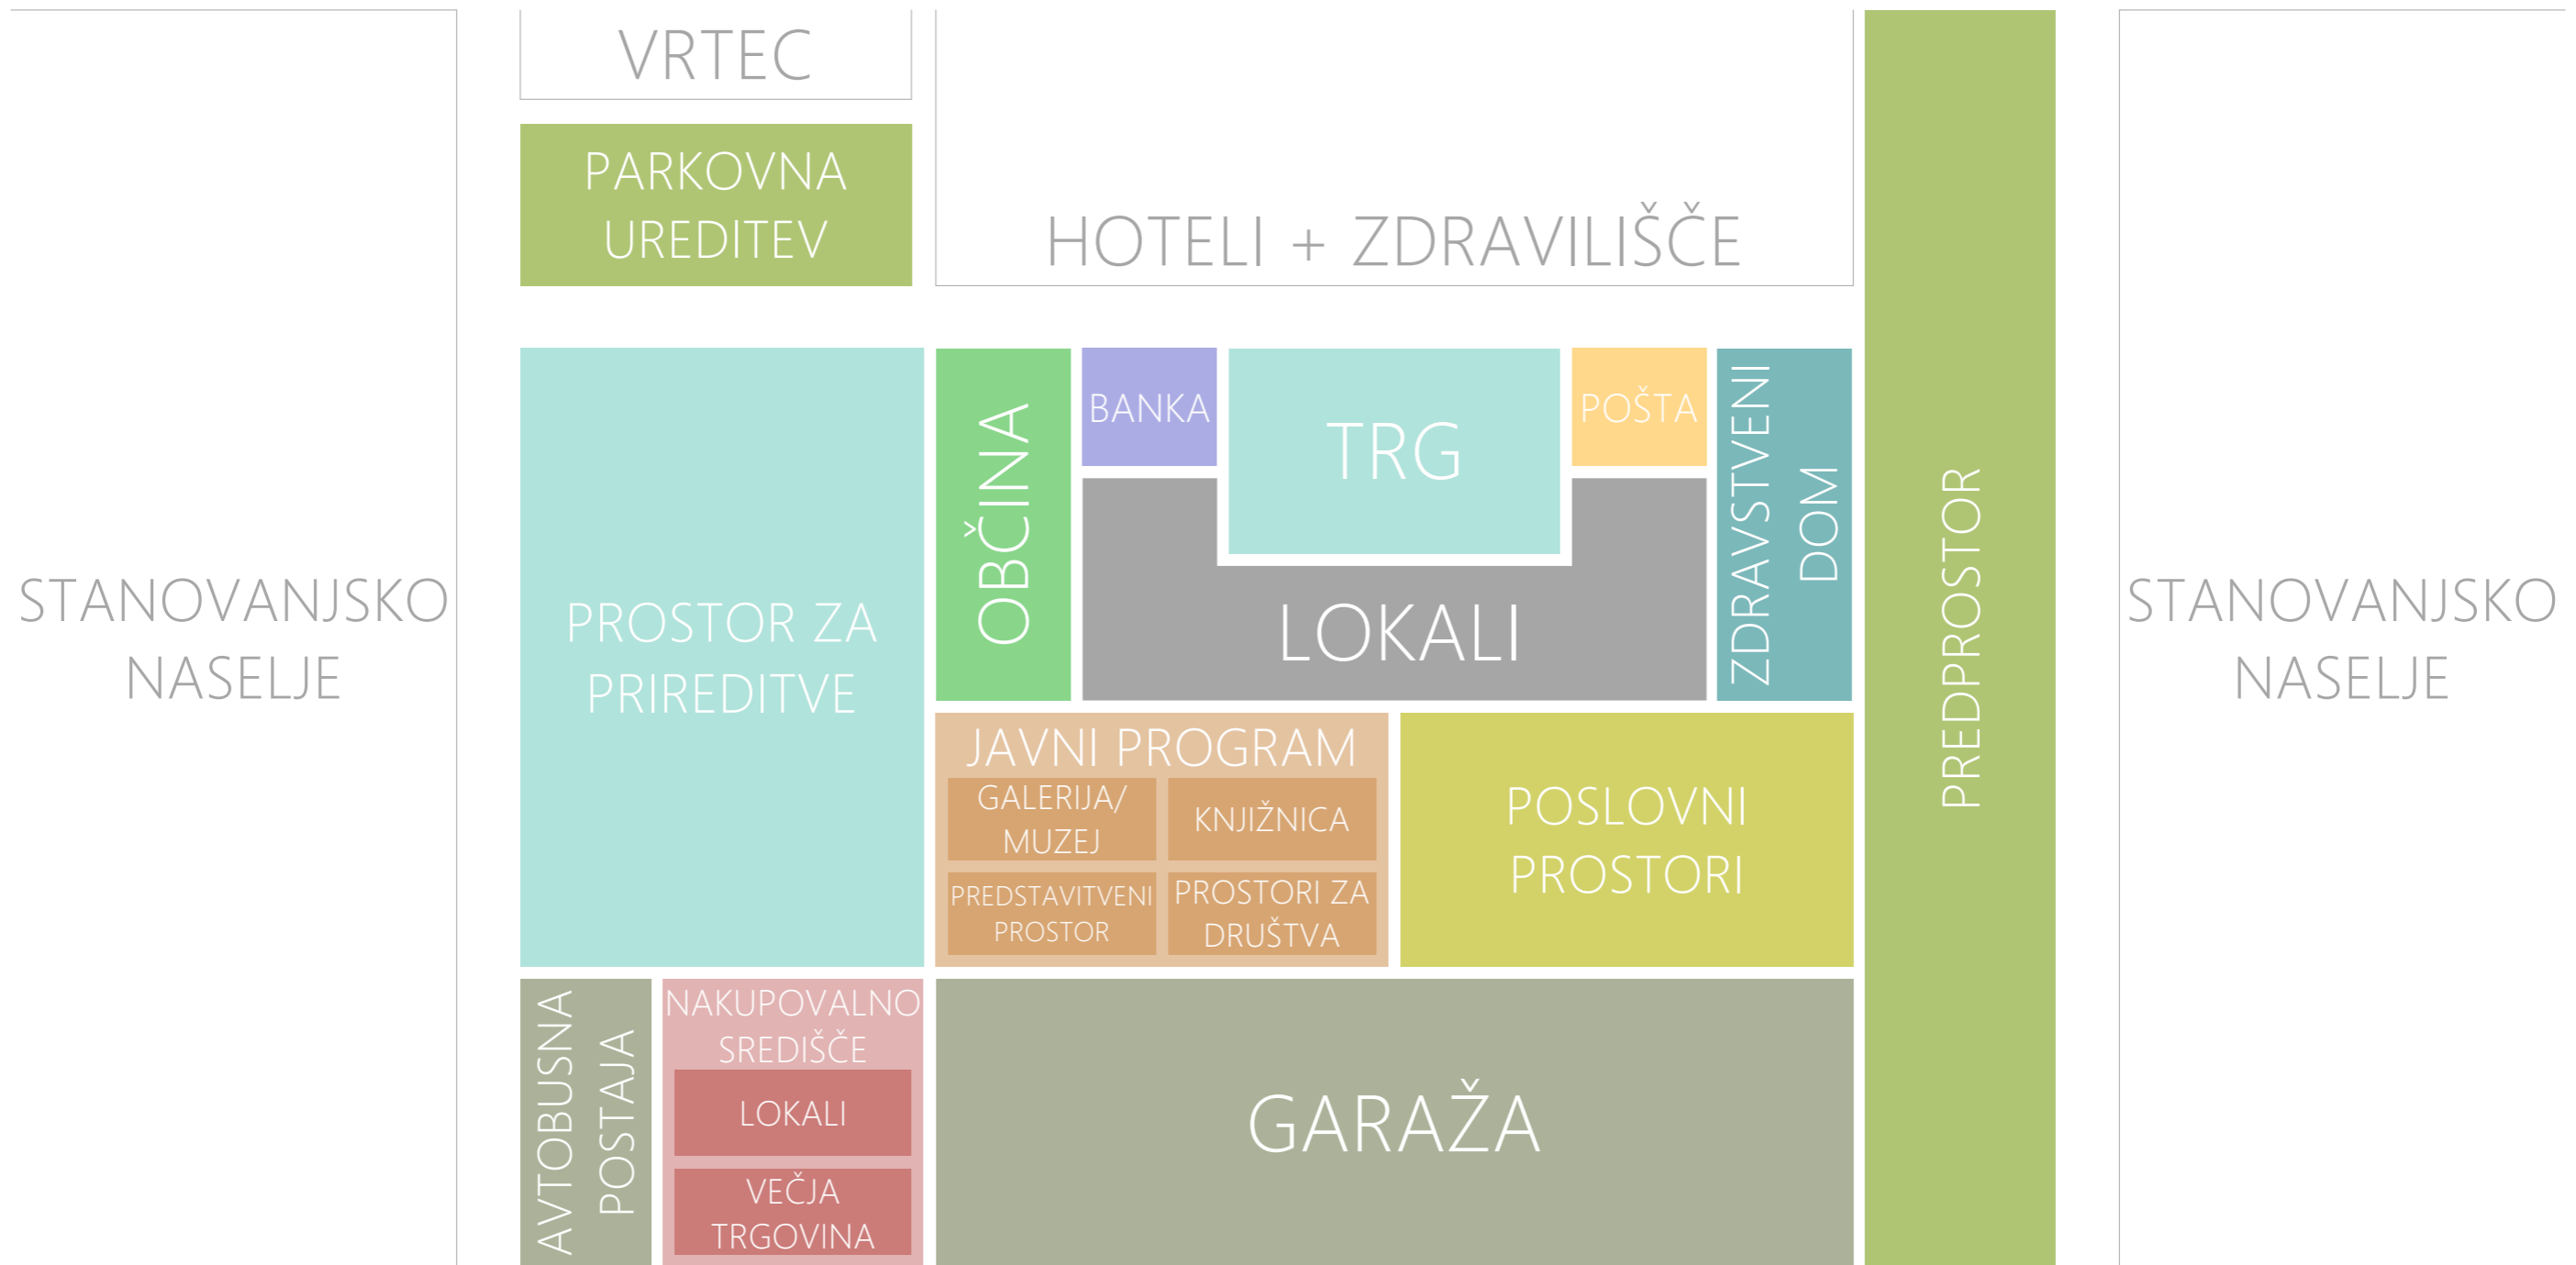 VRTEC
PARKOVNA
UREDITEV
HOTELI + ZDRAVILIŠČE
STANOVANJSKO
NASELJE
PROSTOR ZA
PRIREDITVE
OBČINA
BANKA
TRG
POŠTA
ZDRAVSTVENI
DOM
LOKALI
PREDPROSTOR
STANOVANJSKO
NASELJE
JAVNI PROGRAM
GALERIJA/
MUZEJ
KNJIŽNICA
PREDSTAVITVENI
PROSTOR
PROSTORI ZA
DRUŠTVA
POSLOVNI
PROSTORI
AVTOBUSNA
POSTAJA
NAKUPOVALNO
SREDIŠČE
LOKALI
VEČJA
TRGOVINA
GARAŽA